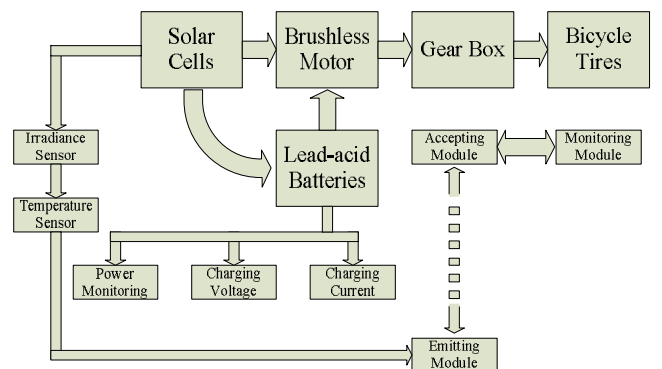 Solar
Cells
Brushless
Motor
Gear Box
Bicycle
Tires
Irradiance
Sensor
Lead-acid
Batteries
Accepting
Module
Monitoring
Module
Temperature
Sensor
Power
Monitoring
Charging
Voltage
Charging
Current
Emitting
Module